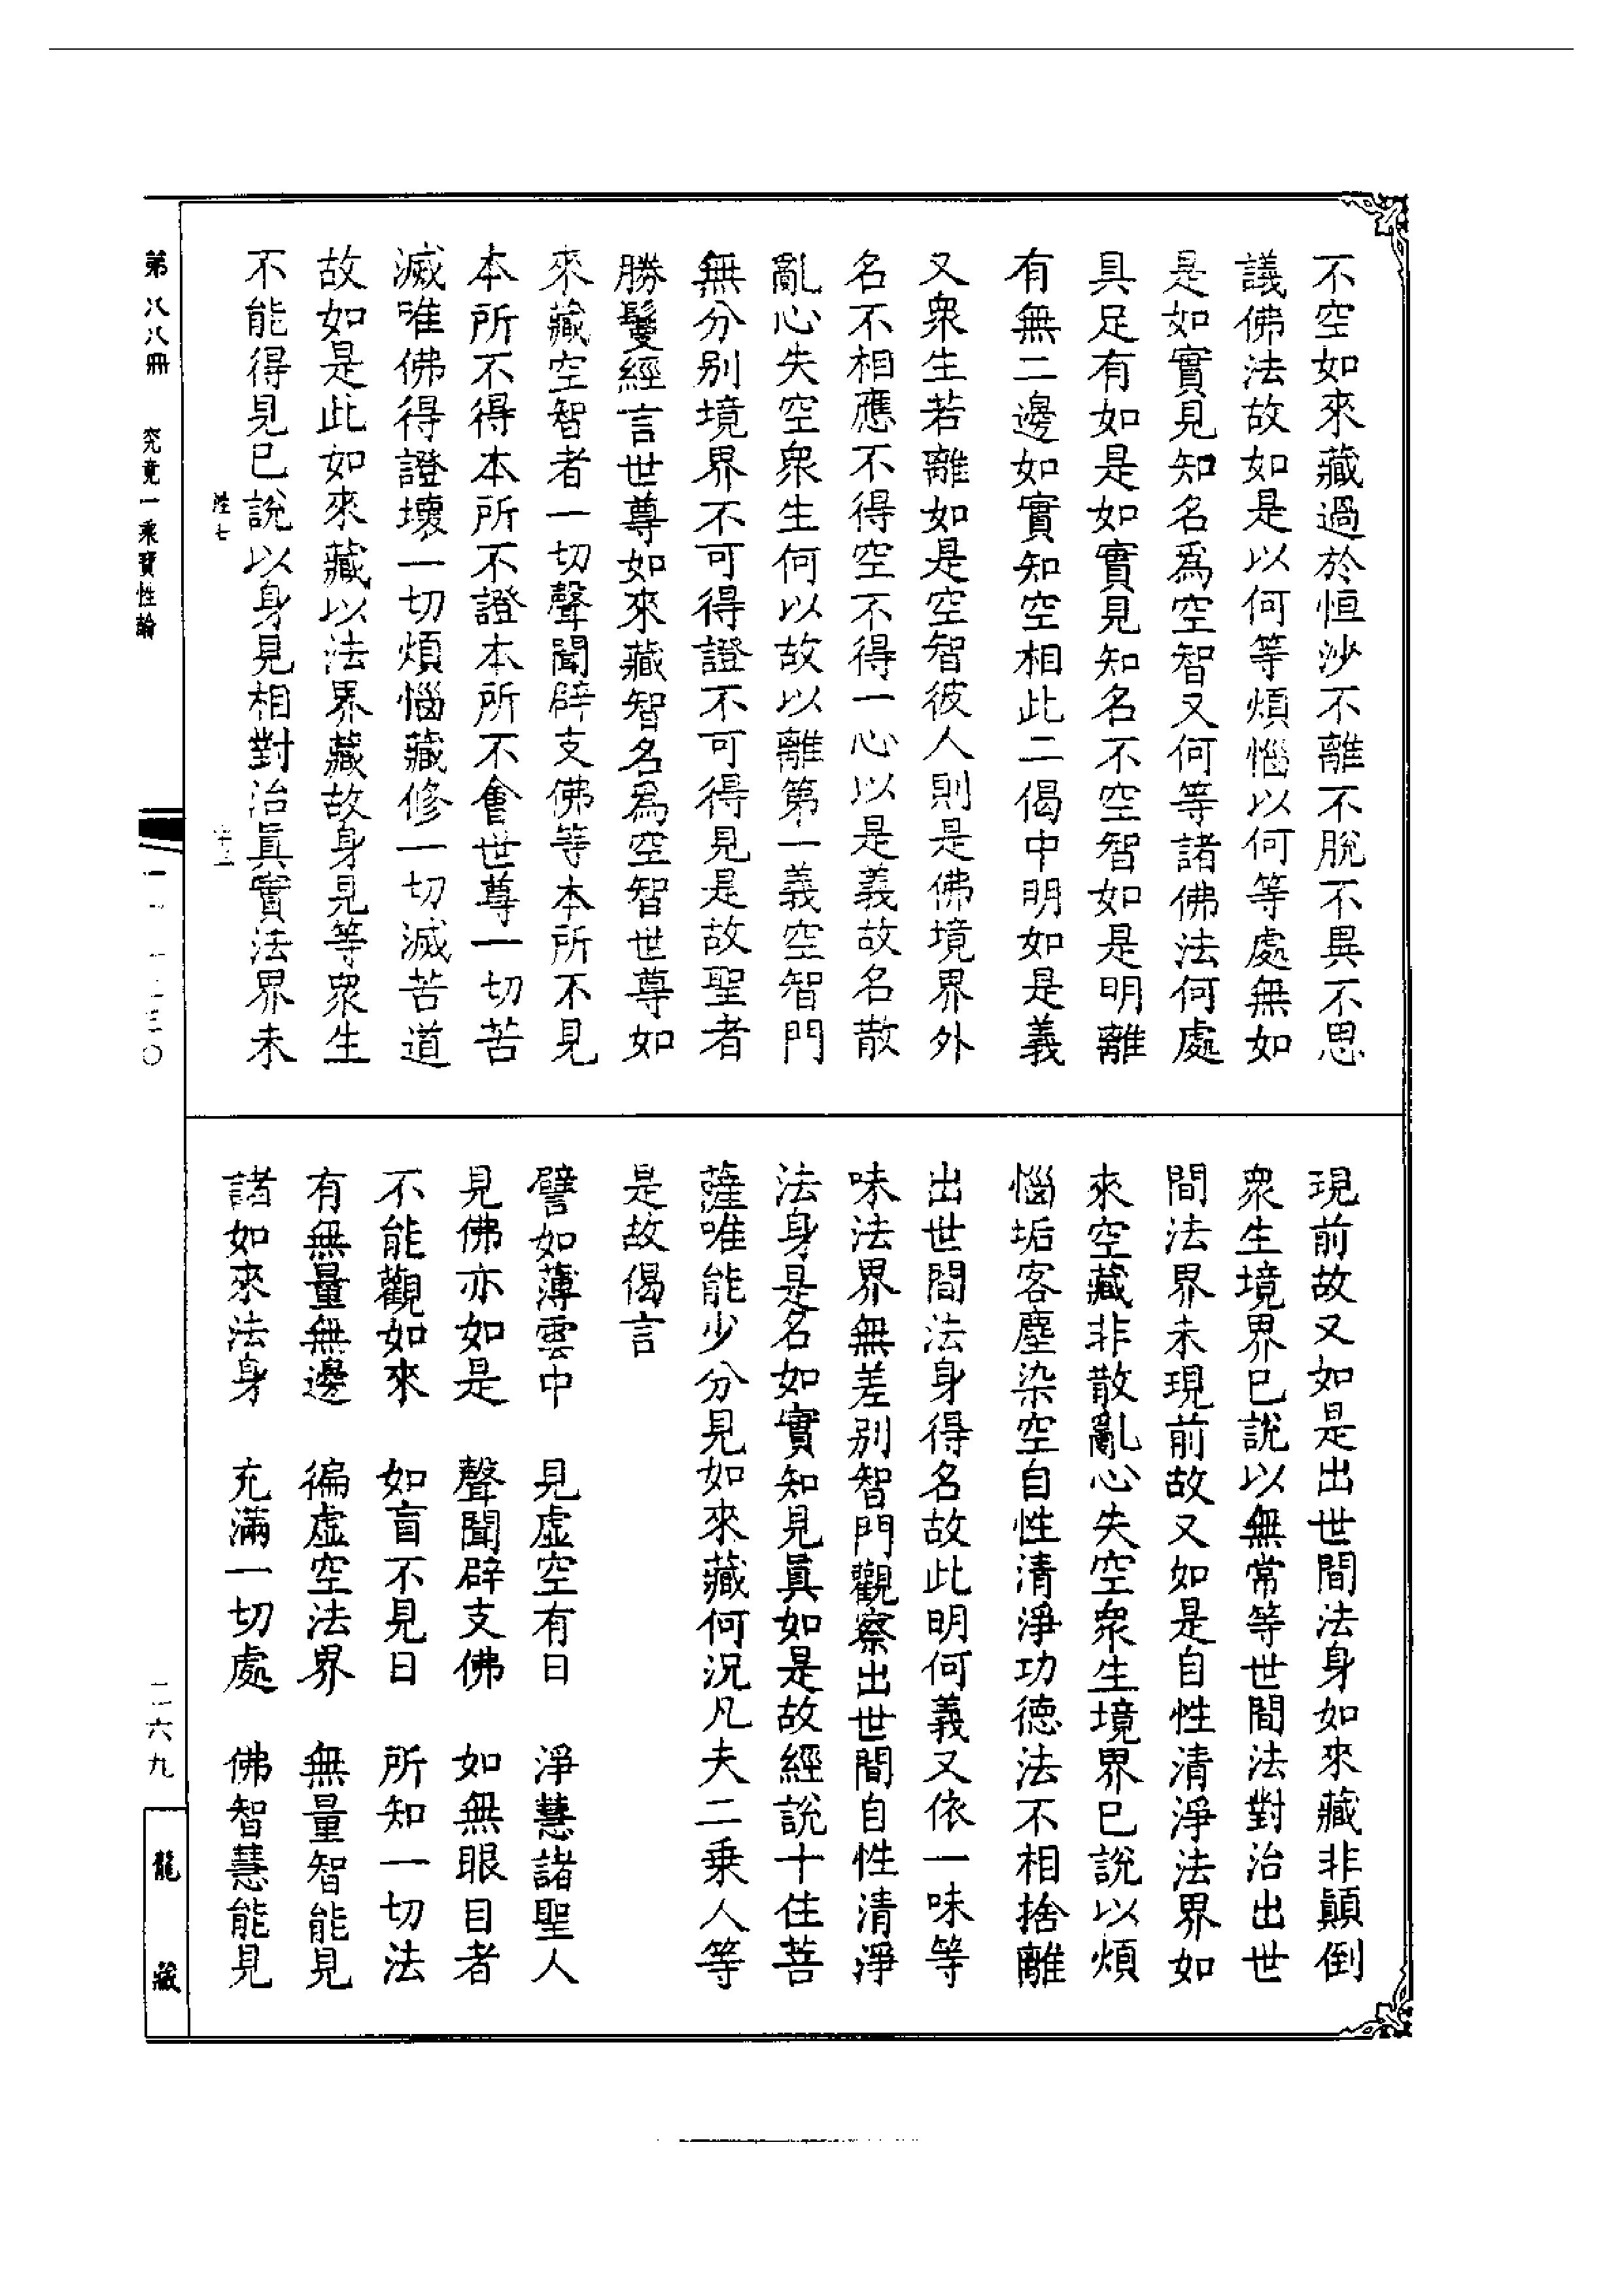 不空如來藏過於恒沙不離不脫不異不思
議佛法故如是以何等煩惱以何等處無如
是如實見知名爲空智又何等諸佛法何處
具足有如是如實見知名不空智如是明離
有無二邊如實知空相此二偈中明如是義
又衆生若離如是空智彼人則是佛境界外
名不相應不得空不得一心以是義故名散
亂心失空衆生何以故以離第一義空智門
無分別境界不可得證不可得見是故聖者
勝鬘經言世尊如來藏智名爲空智世尊如
來藏空智者一切聲聞辟支佛等本所不見
本所不得本所不證本所不會世尊一切苦
滅唯佛得證壞一切煩惱藏修一切滅苦道
故如是此如來藏以法界藏故身見等衆生
不能得見已說以身見相對治眞實法界未
陸七
第八八冊 究竟一乘寶性論
現前故又如是出世間法身如來藏非顚倒
衆生境界已說以無常等世間法對治出世
間法界未現前故又如是自性清淨法界如
來空藏非散亂心失空衆生境界已說以煩
惱垢客塵染空自性清淨功德法不相捨離
出世間法身得名故此明何義又依一味等
味法界無差別智門觀察出世間自性清淨
法身是名如實知見眞如是故經說十住菩
薩唯能少分見如來藏何況凡夫二乘人等
是故偈言
譬如薄雲中 見虛空有日 淨慧諸聖人
見佛亦如是 聲聞辟支佛 如無眼目者
不能觀如來 如盲不見日 所知一切法
有無量無邊 徧虛空法界 無量智能見
諸如來法身 充滿一切處 佛智慧能見
二六九
龍藏